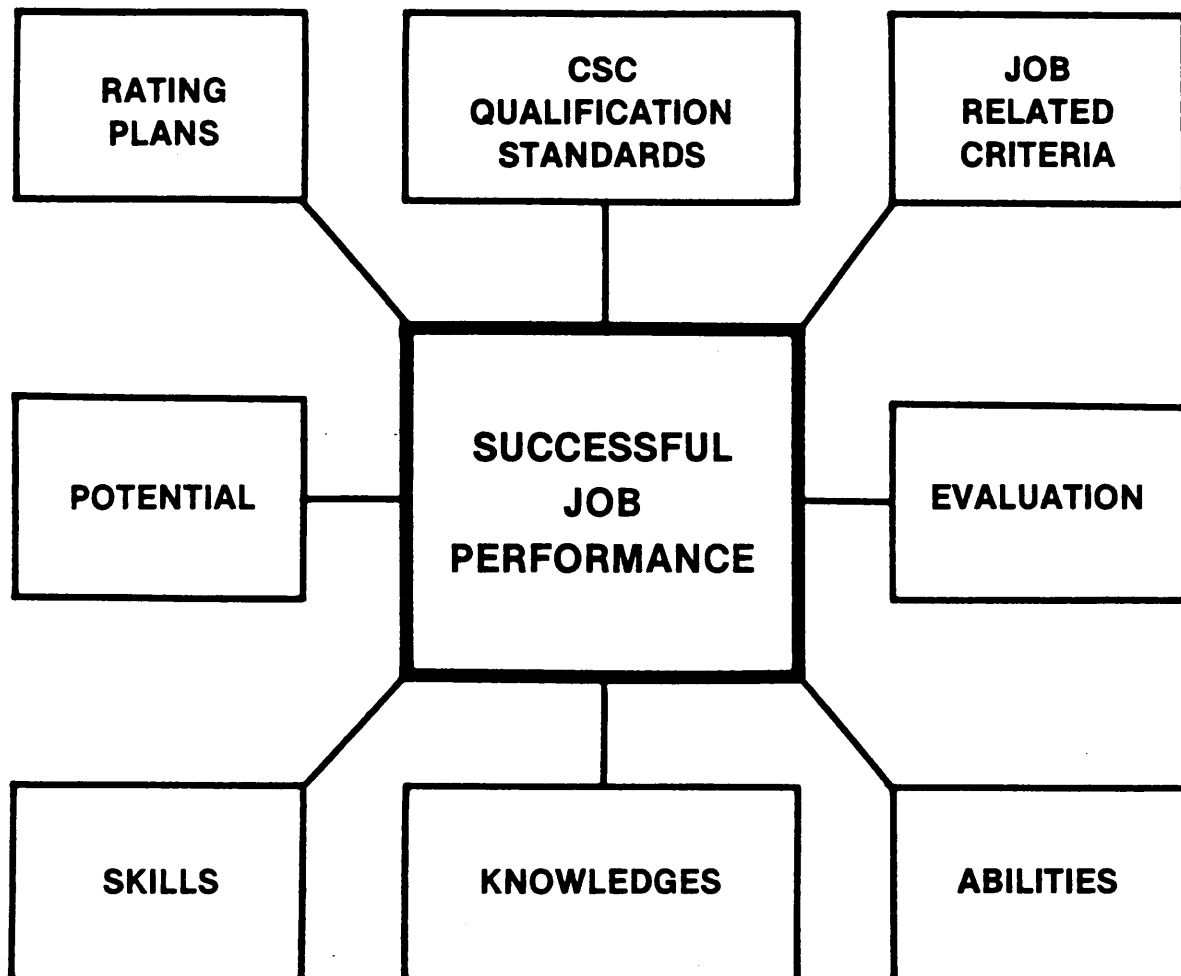 RATING
PLANS
CSC
QUALIFICATION
STANDARDS
JOB
RELATED
CRITERIA
POTENTIAL
SUCCESSFUL
JOB
PERFORMANCE
EVALUATION
SKILLS
KNOWLEDGES
ABILITIES